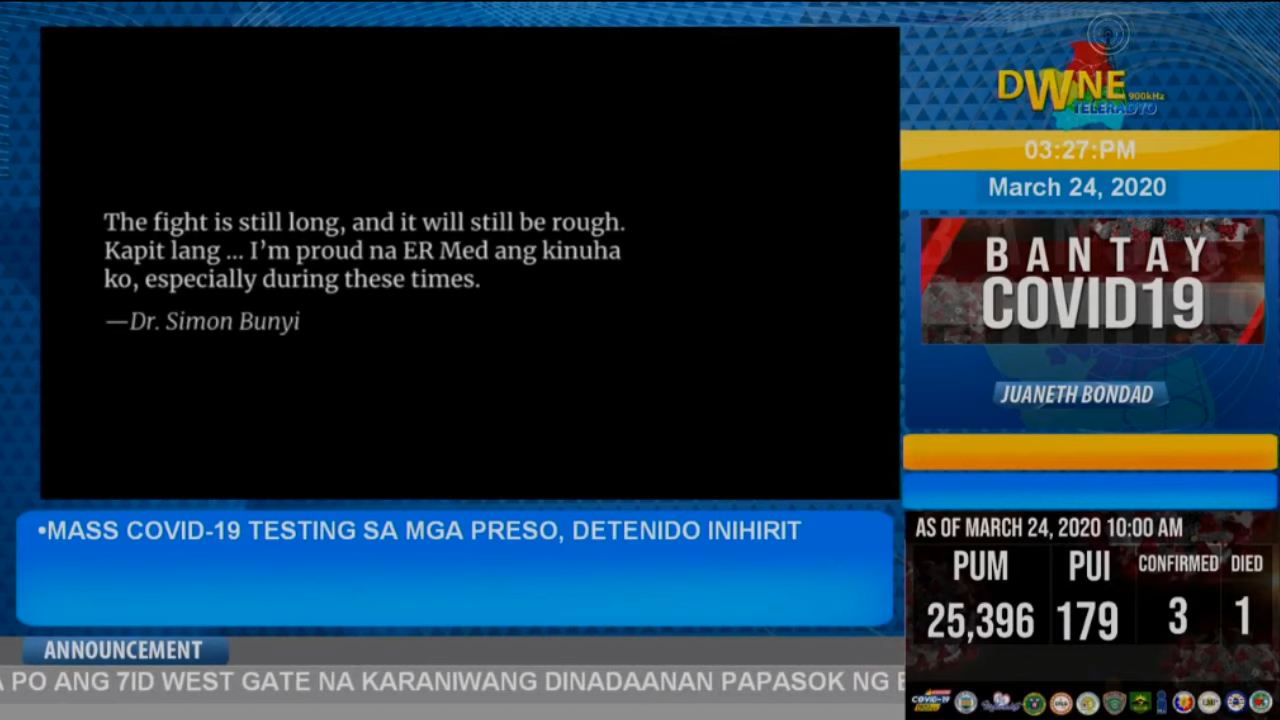 The fight is still long, and it will still be rough.
Kapit lang ... I'm proud na ER Med ang kinuha
ko, especially during these times.
—Dr. Simon Bunyi
•MASS COVID-19 TESTING SA MGA PRESO, DETENIDO INIHIRIT
ANNOUNCEMENT
A PO ANG 7ID WEST GATE NA KARANIWANG DINADAANAN PAPASOK NG
DWNE
900kHz
TELERADYO
03:27:PM
March 24, 2020
BANTAY
COVID19
JUANETH BONDAD
AS OF MARCH 24, 2020 10:00 AM
PUM PUI CONFIRMED DIED
25,396 179 3 1
COVID-19